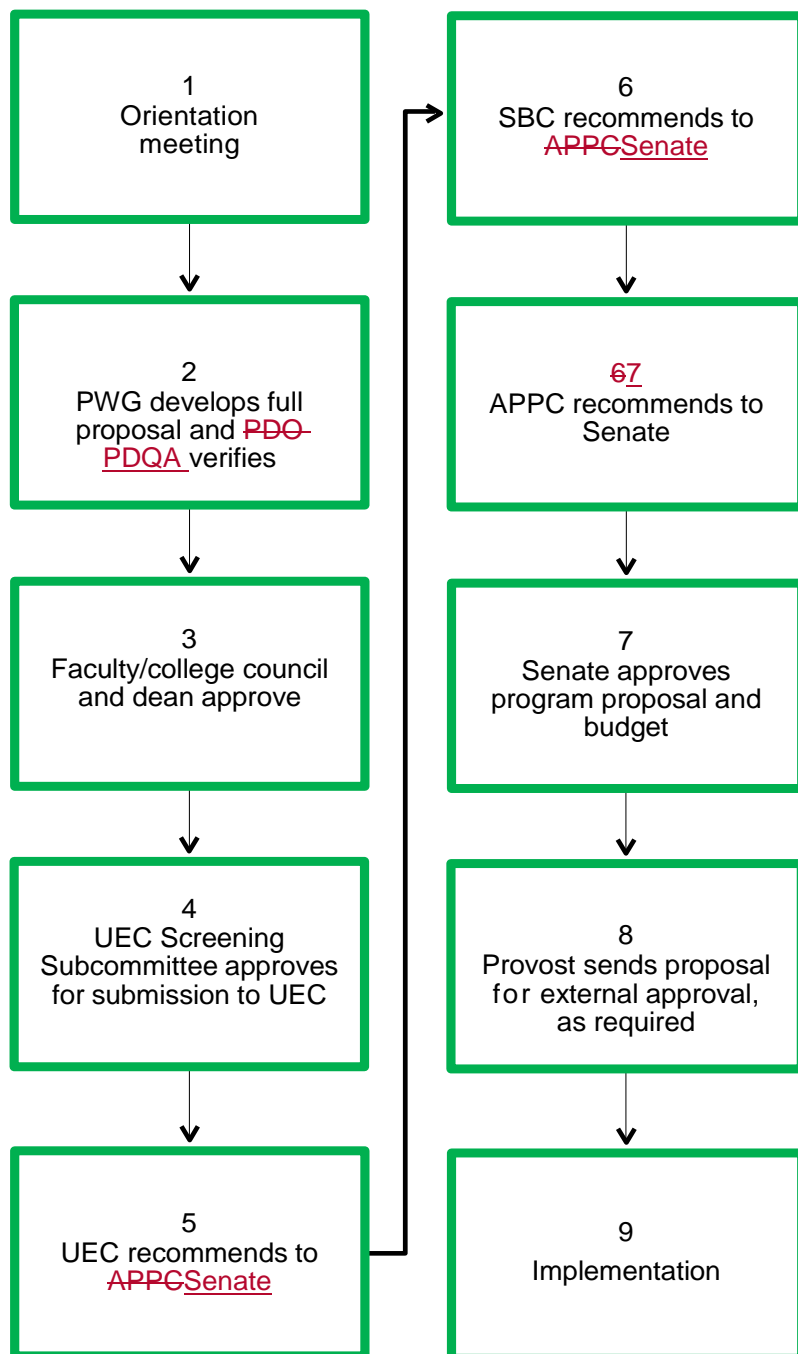 1
Orientation
meeting
2
PWG develops full
proposal and PDO
PDQA verifies
3
Faculty/college council
and dean approve
4
UEC Screening
Subcommittee approves
for submission to UEC
5
UEC recommends to
APPCSenate
6
SBC recommends to
APPCSenate
67
APPC recommends to
Senate
7
Senate approves
program proposal and
budget
8
Provost sends proposal
for external approval,
as required
9
Implementation